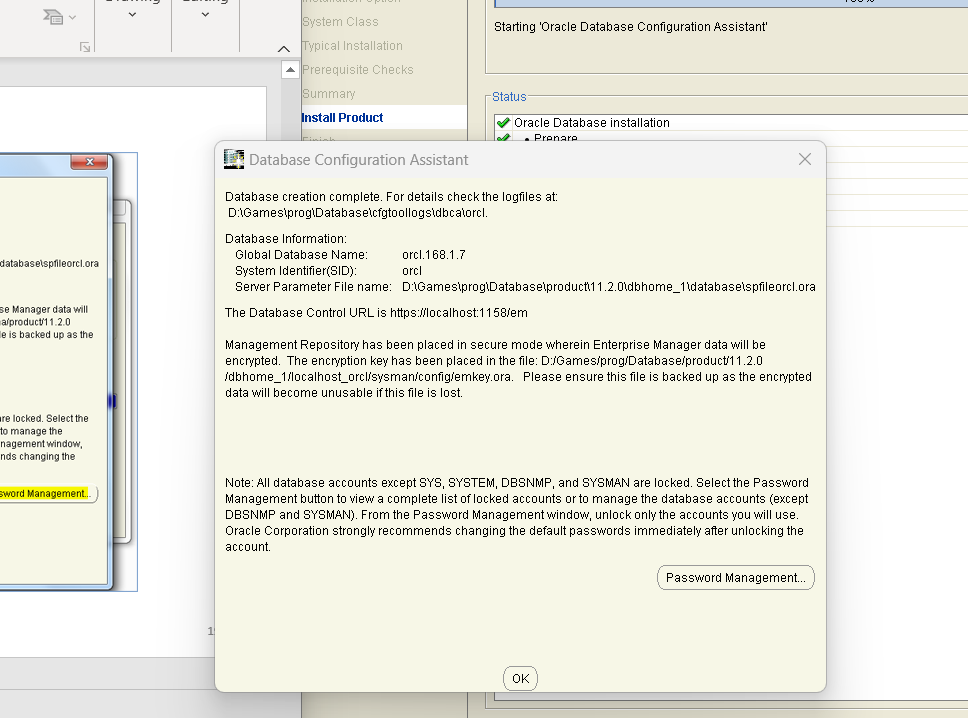 System Class
Typical Installation
Prerequisite Checks
Summary
Install Product
Starting 'Oracle Database Configuration Assistant'
Status
Oracle Database installation
• Prepare
database\spfileorcl.ora
se Manager data will
a/product/11.2.0
le is backed up as the
are locked. Select the
to manage the
nagement window,
nds changing the
sword Management...
Database Configuration Assistant
Database creation complete. For details check the logfiles at:
D:\Games\prog\Database\cfgtoollogs\dbca\orcl.
Database Information:
Global Database Name: orcl.168.1.7
System Identifier(SID): orcl
Server Parameter File name: D:\Games\prog\Database\product\11.2.0\dbhome_1\database\spfileorcl.ora
The Database Control URL is https://localhost:1158/em
Management Repository has been placed in secure mode wherein Enterprise Manager data will be
encrypted. The encryption key has been placed in the file: D:/Games/prog/Database/product/11.2.0
/dbhome_1/localhost_orcl/sysman/config/emkey.ora. Please ensure this file is backed up as the encrypted
data will become unusable if this file is lost.
Note: All database accounts except SYS, SYSTEM, DBSNMP, and SYSMAN are locked. Select the Password
Management button to view a complete list of locked accounts or to manage the database accounts (except
DBSNMP and SYSMAN). From the Password Management window, unlock only the accounts you will use.
Oracle Corporation strongly recommends changing the default passwords immediately after unlocking the
account.
Password Management...
OK